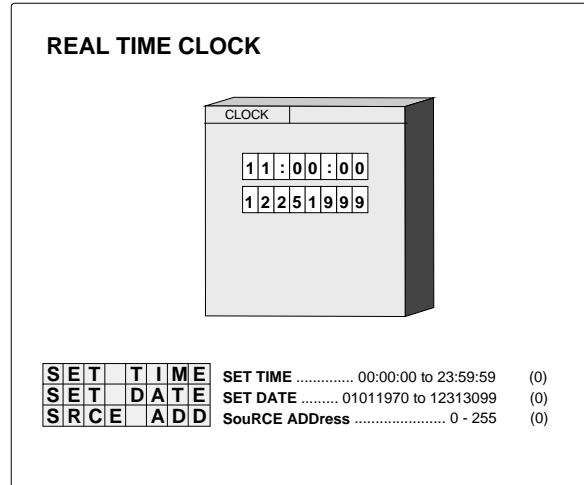 REAL TIME CLOCK
CLOCK
11:00:00
12251999
SET TIME SET TIME .............. 00:00:00 to 23:59:59 (0)
SET DATE SET DATE ......... 01011970 to 12313099 (0)
SRCE ADD SouRCE ADDress ...................... 0 - 255 (0)